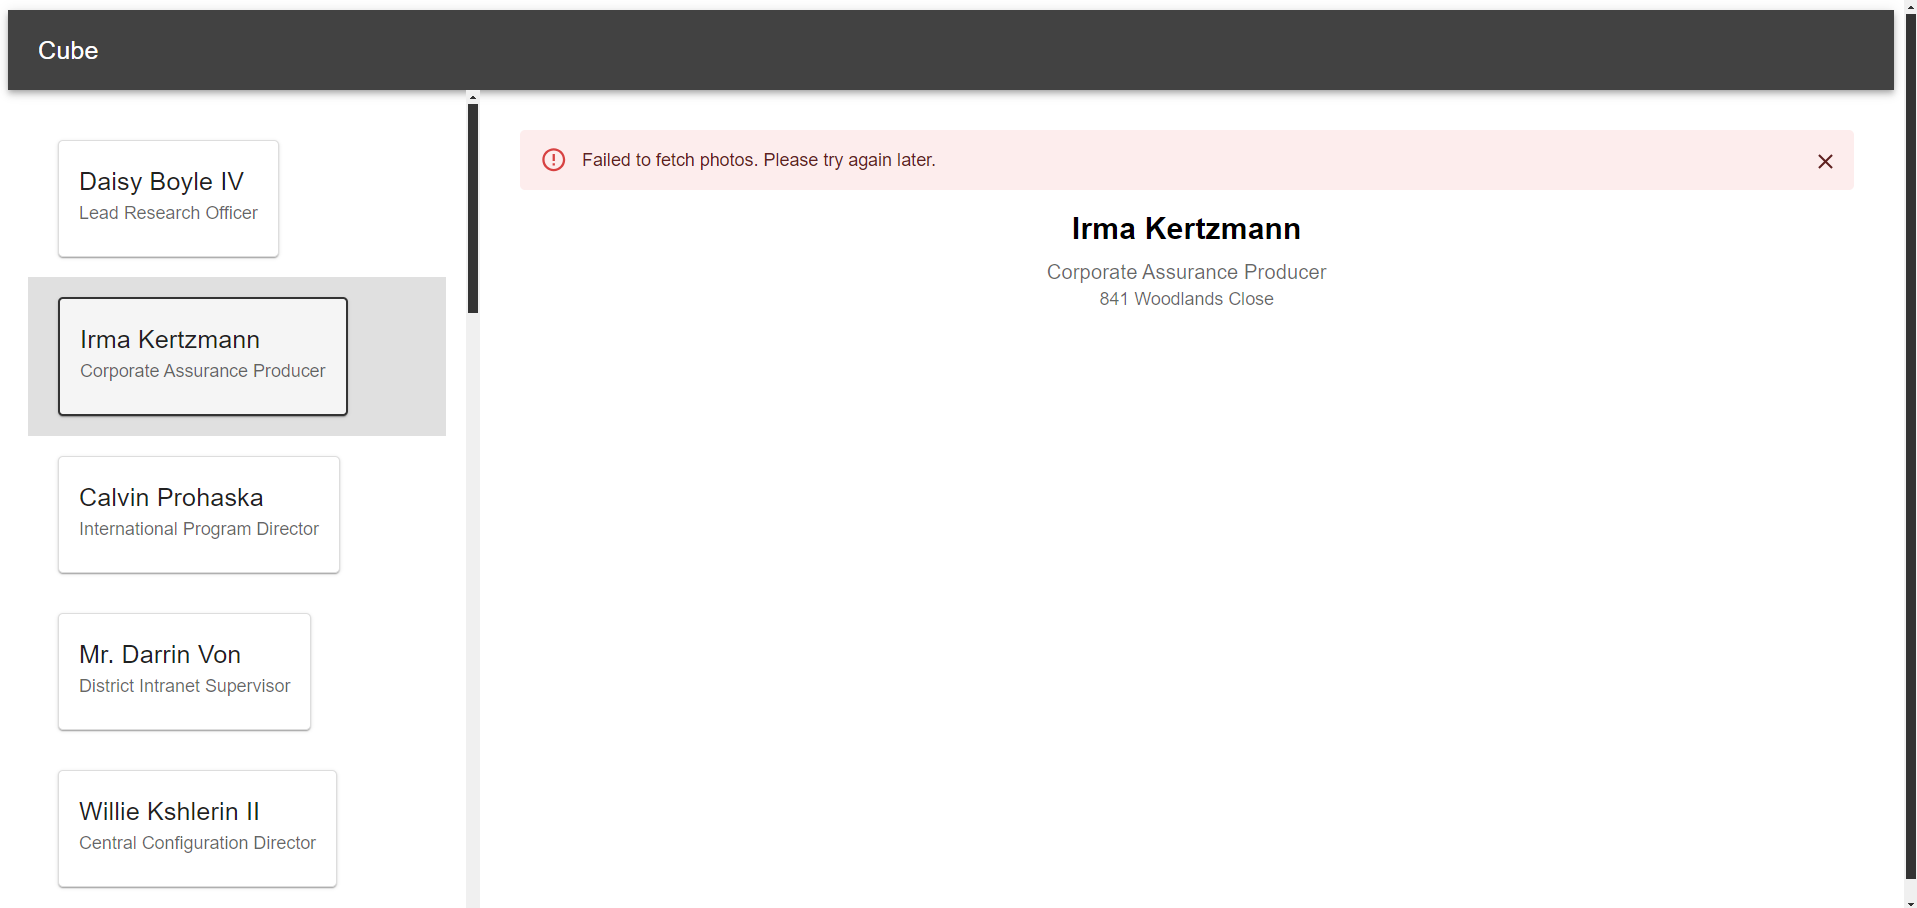 Cube
Daisy Boyle IV
Lead Research Officer
Irma Kertzmann
Corporate Assurance Producer
Calvin Prohaska
International Program Director
Mr. Darrin Von
District Intranet Supervisor
Willie Kshlerin II
Central Configuration Director
Failed to fetch photos. Please try again later.
Irma Kertzmann
Corporate Assurance Producer
841 Woodlands Close